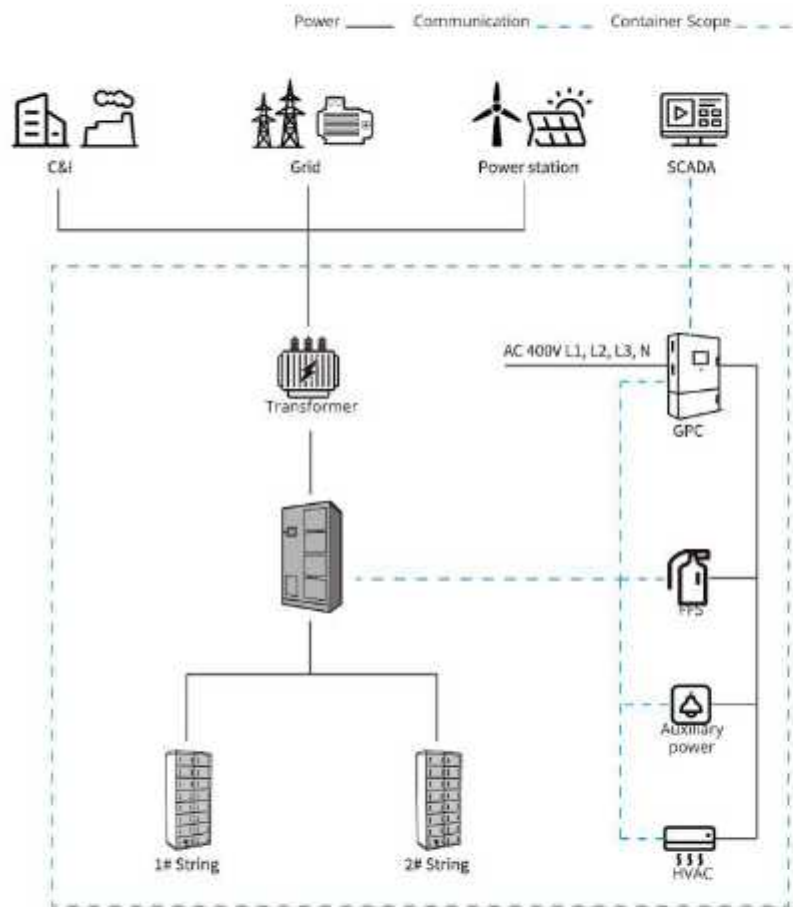 Power Communication Container Scope
C&I Grid Power station SCADA
AC 400V L1, L2, L3, N
Transformer
GPC
FFS
Auxiliary
power
1# String 2# String
HVAC